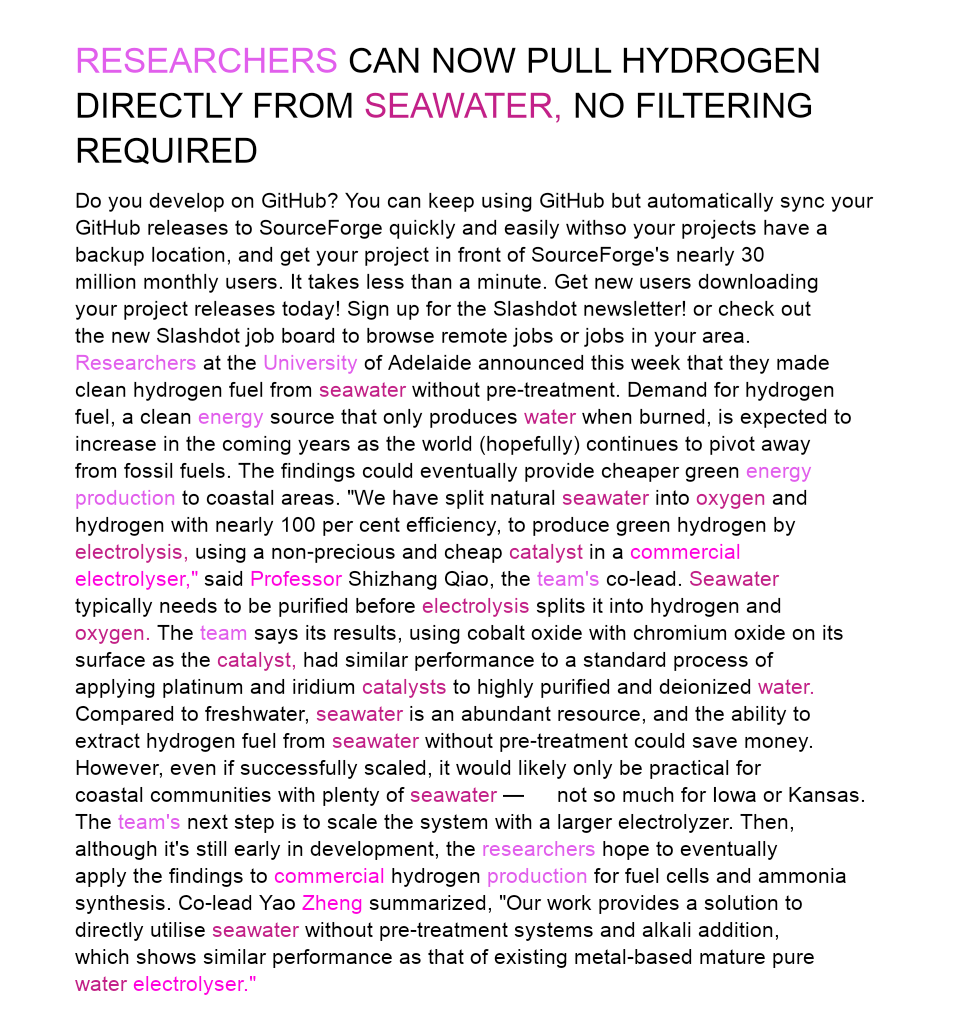 RESEARCHERS CAN NOW PULL HYDROGEN
DIRECTLY FROM SEAWATER, NO FILTERING
REQUIRED
Do you develop on GitHub? You can keep using GitHub but automatically sync your
GitHub releases to SourceForge quickly and easily withso your projects have a
backup location, and get your project in front of SourceForge's nearly 30
million monthly users. It takes less than a minute. Get new users downloading
your project releases today! Sign up for the Slashdot newsletter! or check out
the new Slashdot job board to browse remote jobs or jobs in your area.
Researchers at the University of Adelaide announced this week that they made
clean hydrogen fuel from seawater without pre-treatment. Demand for hydrogen
fuel, a clean energy source that only produces water when burned, is expected to
increase in the coming years as the world (hopefully) continues to pivot away
from fossil fuels. The findings could eventually provide cheaper green energy
production to coastal areas. "We have split natural seawater into oxygen and
hydrogen with nearly 100 per cent efficiency, to produce green hydrogen by
electrolysis, using a non-precious and cheap catalyst in a commercial
electrolyser," said Professor Shizhang Qiao, the team's co-lead. Seawater
typically needs to be purified before electrolysis splits it into hydrogen and
oxygen. The team says its results, using cobalt oxide with chromium oxide on its
surface as the catalyst, had similar performance to a standard process of
applying platinum and iridium catalysts to highly purified and deionized water.
Compared to freshwater, seawater is an abundant resource, and the ability to
extract hydrogen fuel from seawater without pre-treatment could save money.
However, even if successfully scaled, it would likely only be practical for
coastal communities with plenty of seawater — not so much for Iowa or Kansas.
The team's next step is to scale the system with a larger electrolyzer. Then,
although it's still early in development, the researchers hope to eventually
apply the findings to commercial hydrogen production for fuel cells and ammonia
synthesis. Co-lead Yao Zheng summarized, "Our work provides a solution to
directly utilise seawater without pre-treatment systems and alkali addition,
which shows similar performance as that of existing metal-based mature pure
water electrolyser."